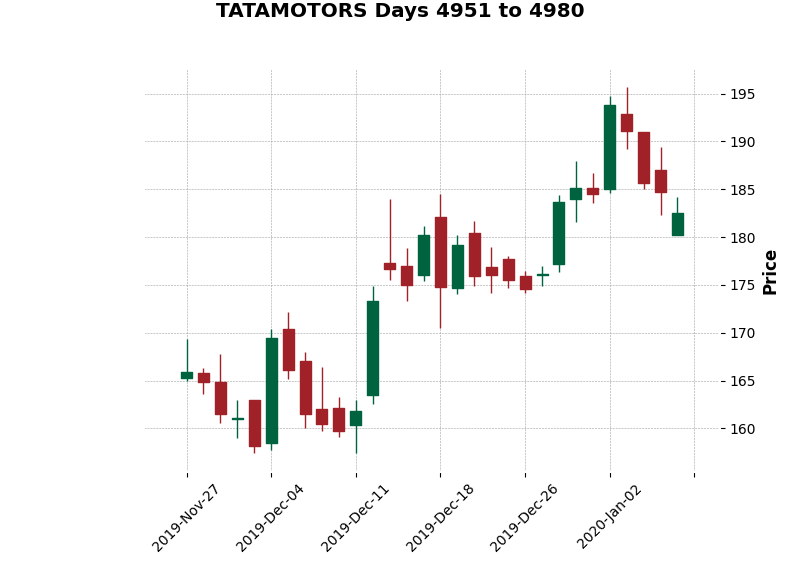 TATAMOTORS Days 4951 to 4980
195
190
185
180
175
170
165
160
Price
2019-Nov-27
2019-Dec-04
2019-Dec-11
2019-Dec-18
2019-Dec-26
2020-Jan-02